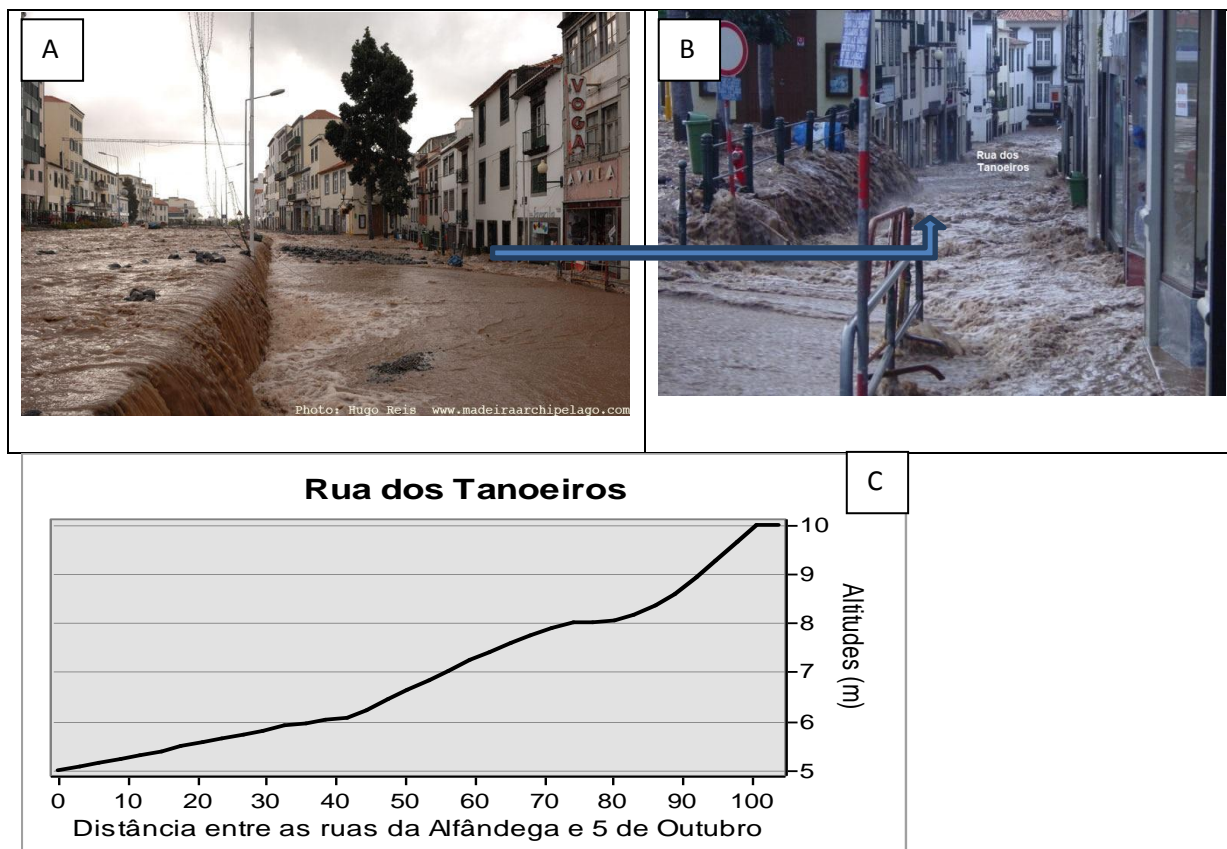 A
B
VOGA
AVILA
Rua dos
Tanoeiros
Photo: Hugo Reis www.madeiraarchipelago.com
C
Rua dos Tanoeiros
10
9
8
7
6
5
Altitudes (m)
0 10 20 30 40 50 60 70 80 90 100
Distância entre as ruas da Alfândega e 5 de Outubro